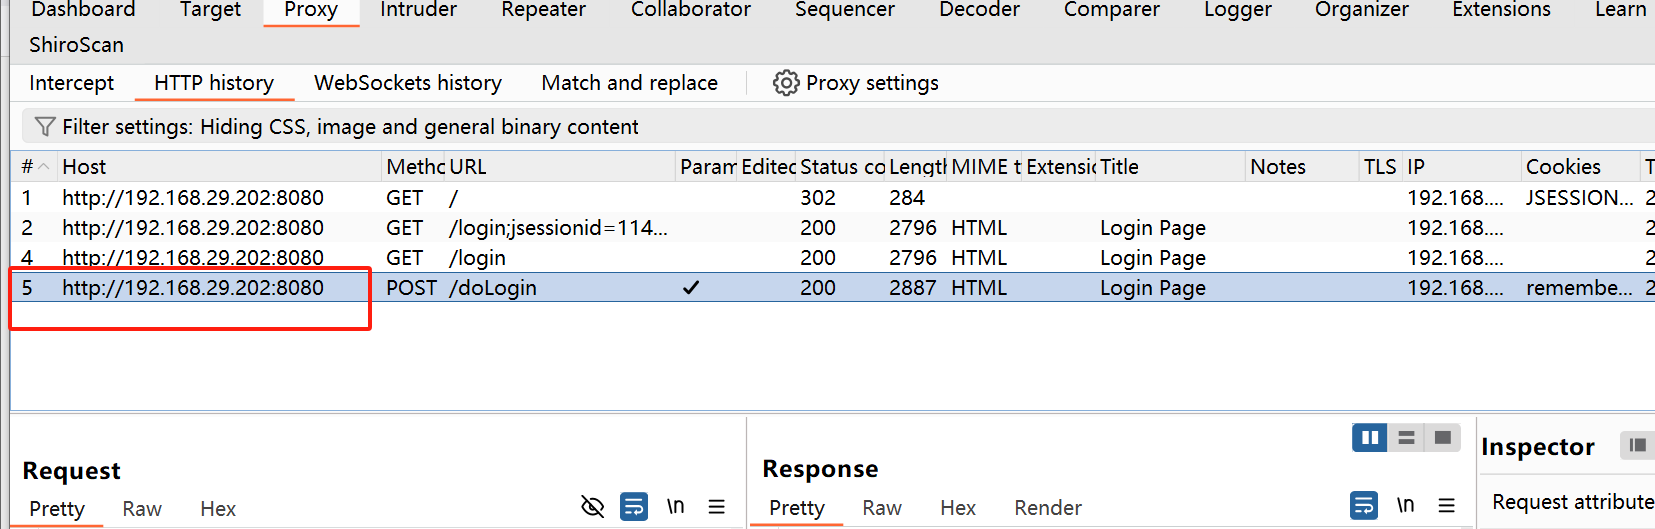 Dashboard Target Proxy Intruder Repeater Collaborator Sequencer Decoder Comparer Logger Organizer Extensions Learn
ShiroScan
Intercept HTTP history WebSockets history Match and replace Proxy settings
Filter settings: Hiding CSS, image and general binary content
# Host Metho URL Param Edited Status co Length MIME t Extensio Title Notes TLS IP Cookies T
1 http://192.168.29.202:8080 GET / 302 284 192.168.... JSESSION... 2
2 http://192.168.29.202:8080 GET /login;jsessionid=114... 200 2796 HTML Login Page 192.168.... 2
4 http://192.168.29.202:8080 GET /login 200 2796 HTML Login Page 192.168.... 2
5 http://192.168.29.202:8080 POST /doLogin ✓ 200 2887 HTML Login Page 192.168.... remembe... 2
Request Response Inspector
Pretty Raw Hex \n Pretty Raw Hex Render \n Request attribute